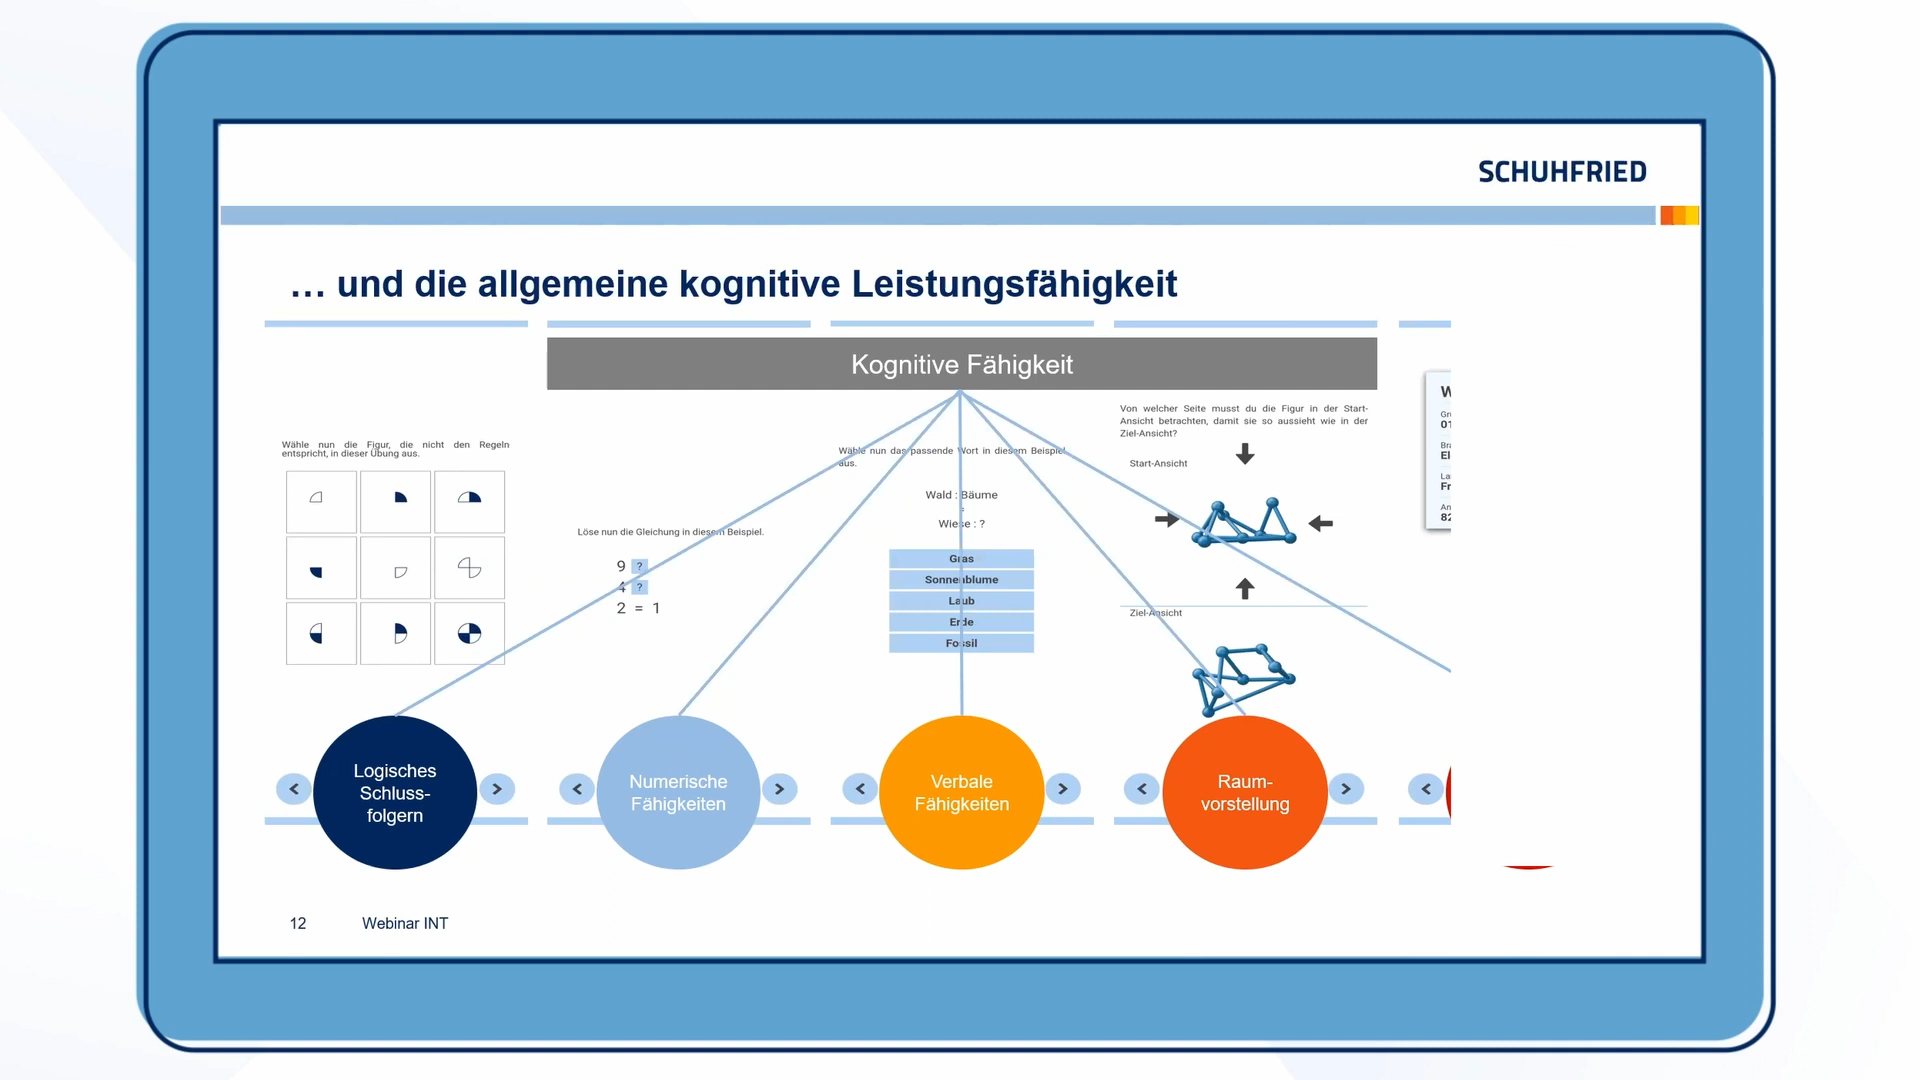 SCHUHFRIED
… und die allgemeine kognitive Leistungsfähigkeit
Kognitive Fähigkeit
Wähle nun die Figur, die nicht den Regeln
entspricht, in dieser Übung aus.
Löse nun die Gleichung in diesem Beispiel.
9 ?
4 ?
2 = 1
Wähle nun das passende Wort in diesem Beispiel
aus.
Wald : Bäume
=
Wiese : ?
Gras
Sonnenblume
Laub
Erde
Fossil
Von welcher Seite musst du die Figur in der Start-
Ansicht betrachten, damit sie so aussieht wie in der
Ziel-Ansicht?
Start-Ansicht
Ziel-Ansicht
Logisches
Schluss-
folgern
Numerische
Fähigkeiten
Verbale
Fähigkeiten
Raum-
vorstellung
12
Webinar INT